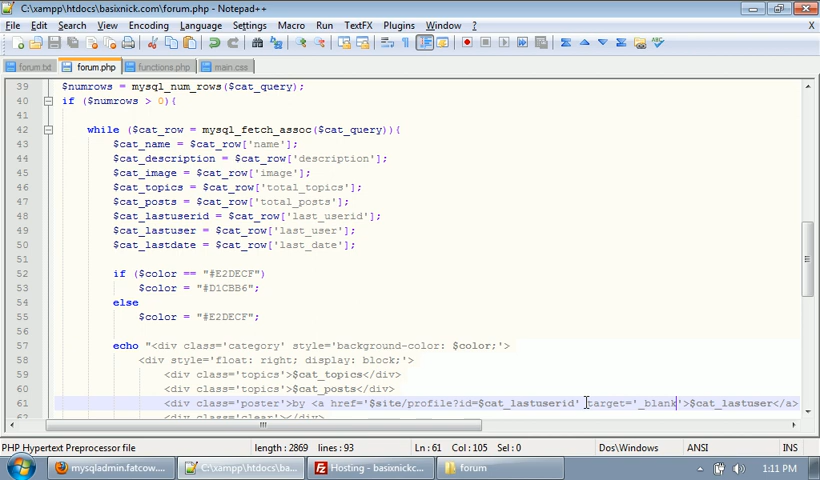 C:\xampp\htdocs\basixnick.com\forum.php - Notepad++
File Edit Search View Encoding Language Settings Macro Run TextFX Plugins Window ? X
forum.txt forum.php functions.php main.css
39 $numrows = mysql_num_rows($cat_query);
40 if ($numrows > 0){
41
42 while ($cat_row = mysql_fetch_assoc($cat_query)){
43 $cat_name = $cat_row['name'];
44 $cat_description = $cat_row['description'];
45 $cat_image = $cat_row['image'];
46 $cat_topics = $cat_row['total_topics'];
47 $cat_posts = $cat_row['total_posts'];
48 $cat_lastuserid = $cat_row['last_userid'];
49 $cat_lastuser = $cat_row['last_user'];
50 $cat_lastdate = $cat_row['last_date'];
51
52 if ($color == "#E2DECF")
53 $color = "#D1CBB6";
54 else
55 $color = "#E2DECF";
56
57 echo "<div class='category' style='background-color: $color;'>
58 <div style='float: right; display: block;'>
59 <div class='topics'>$cat_topics</div>
60 <div class='topics'>$cat_posts</div>
61 <div class='poster'>by <a href='$site/profile?id=$cat_lastuserid' target='_blank'>$cat_lastuser</a>
62 <div class='clear'></div>
PHP Hypertext Preprocessor file length : 2869 lines : 93 Ln : 61 Col : 105 Sel : 0 Dos\Windows ANSI INS
mysqladmin.fatcow.... C:\xampp\htdocs\ba... Hosting - basixnickc... forum 1:11 PM